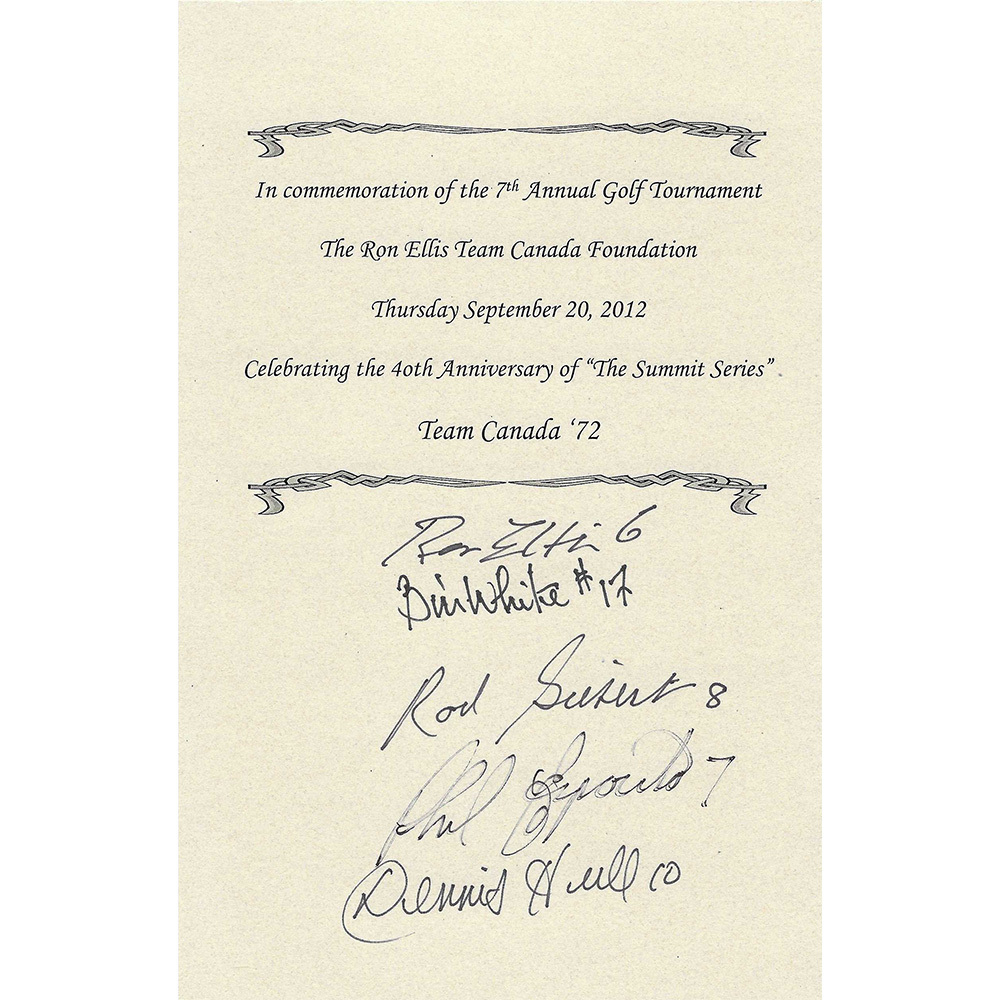 In commemoration of the 7th Annual Golf Tournament
The Ron Ellis Team Canada Foundation
Thursday September 20, 2012
Celebrating the 40th Anniversary of “The Summit Series”
Team Canada ‘72
Ron Ellis 6
Bill White #17
Rod Seiling 8
Phil Esposito 7
Dennis Hull 10